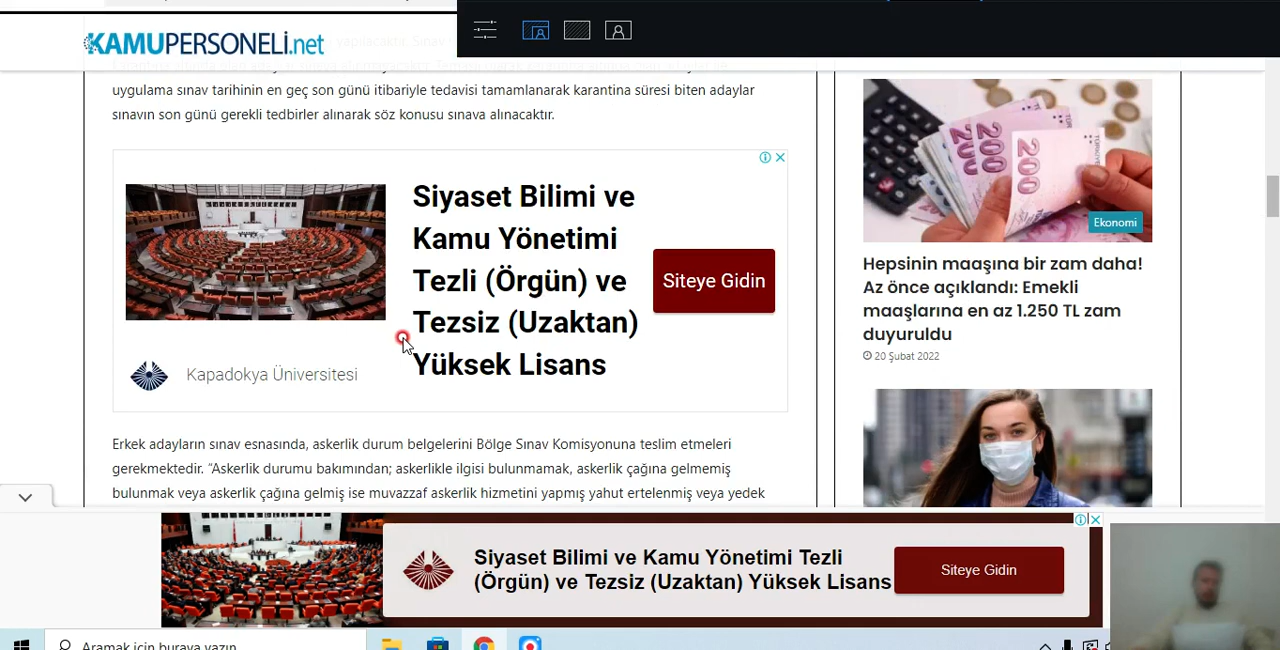 KAMUPERSONELİ.net
uygulama sınav tarihinin en geç son günü itibariyle tedavisi tamamlanarak karantina süresi biten adaylar
sınavın son günü gerekli tedbirler alınarak söz konusu sınava alınacaktır.
Siyaset Bilimi ve
Kamu Yönetimi
Tezli (Örgün) ve
Tezsiz (Uzaktan)
Yüksek Lisans
Siteye Gidin
Kapadokya Üniversitesi
Erkek adayların sınav esnasında, askerlik durum belgelerini Bölge Sınav Komisyonuna teslim etmeleri
gerekmektedir. “Askerlik durumu bakımından; askerlikle ilgisi bulunmamak, askerlik çağına gelmemiş
bulunmak veya askerlik çağına gelmiş ise muvazzaf askerlik hizmetini yapmış yahut ertelenmiş veya yedek
200
200
200
Ekonomi
Hepsinin maaşına bir zam daha!
Az önce açıklandı: Emekli
maaşlarına en az 1.250 TL zam
duyuruldu
20 Şubat 2022
Siyaset Bilimi ve Kamu Yönetimi Tezli
(Örgün) ve Tezsiz (Uzaktan) Yüksek Lisans
Siteye Gidin
Aramak için buraya yazın